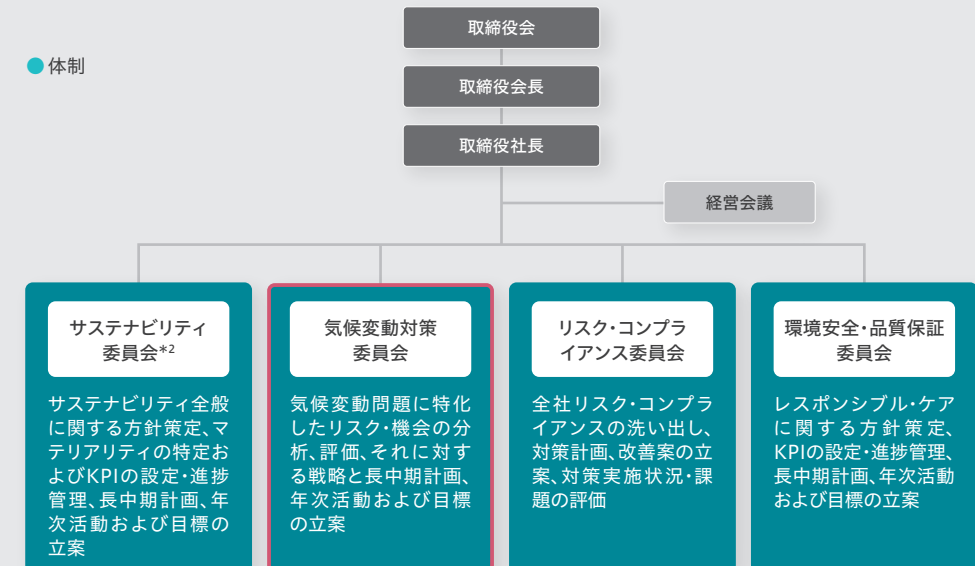 取締役会
●体制
取締役会長
取締役社長
経営会議
サステナビリティ
委員会*2
サステナビリティ全般
に関する方針策定、マ
テリアリティの特定お
よびKPIの設定・進捗
管理、長中期計画、年
次活動および目標の
立案
気候変動対策
委員会
気候変動問題に特化
したリスク・機会の分
析、評価、それに対す
る戦略と長中期計画、
年次活動および目標
の立案
リスク・コンプラ
イアンス委員会
全社リスク・コンプラ
イアンスの洗い出し、
対策計画、改善案の立
案、対策実施状況・課
題の評価
環境安全・品質保証
委員会
レスポンシブル・ケア
に関する方針策定、
KPIの設定・進捗管理、
長中期計画、年次活動
および目標の立案